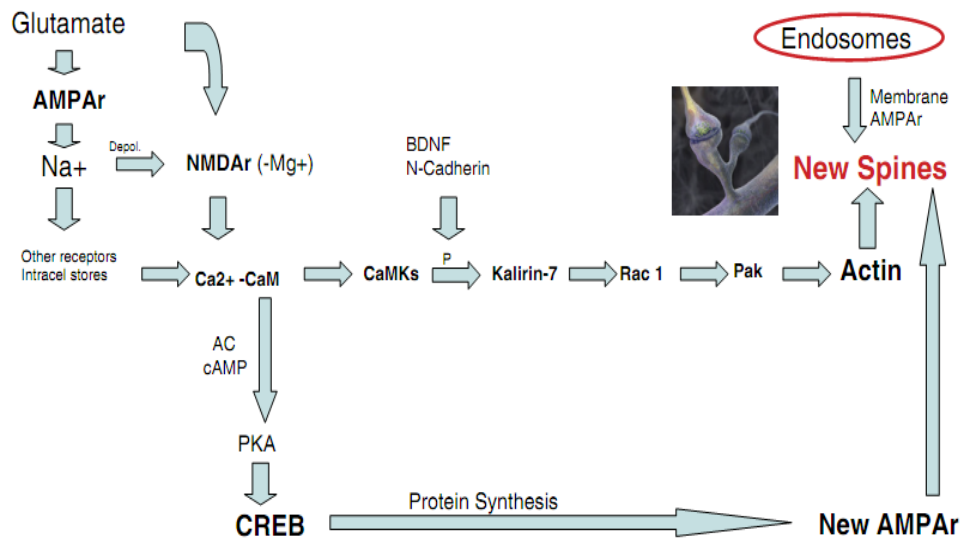 Glutamate
Endosomes
AMPAr
Membrane
AMPAr
Na+
Depol.
NMDAr (-Mg+)
BDNF
N-Cadherin
New Spines
Other receptors
Intracel stores
Ca2+ -CaM
CaMKs
P
Kalirin-7
Rac 1
Pak
Actin
AC
cAMP
PKA
CREB
Protein Synthesis
New AMPAr